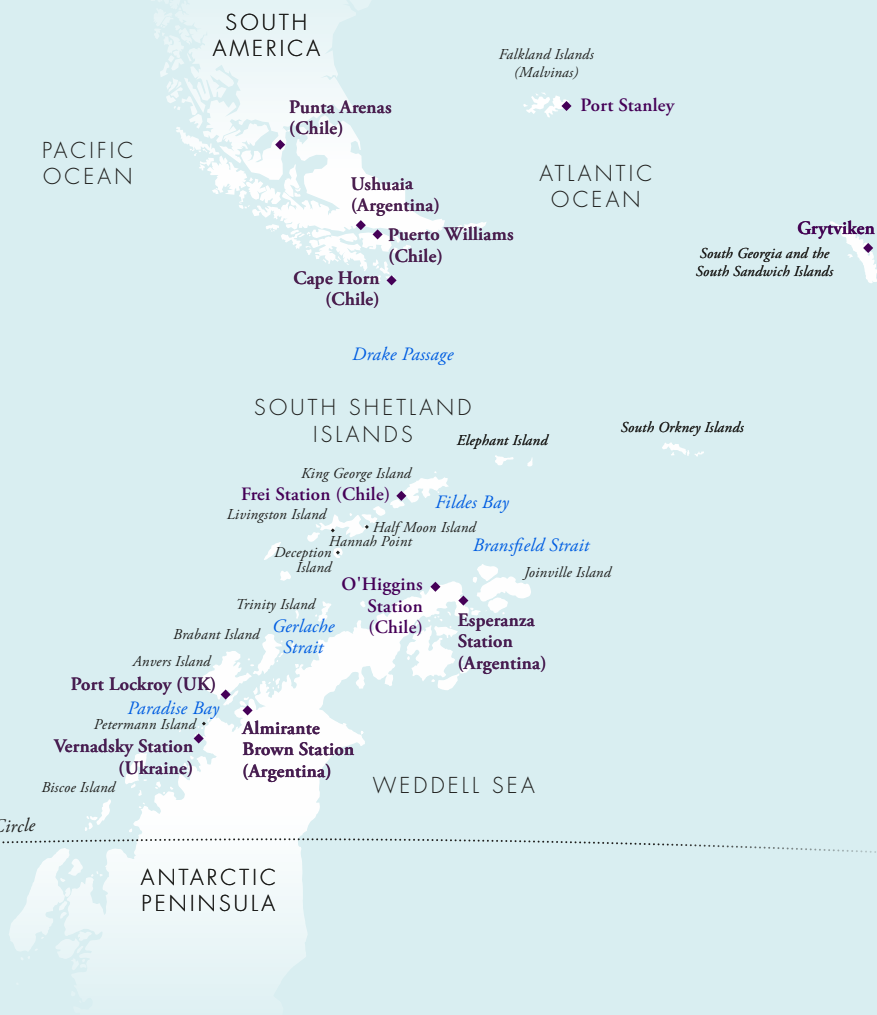 SOUTH
AMERICA
Falkland Islands
(Malvinas)
Port Stanley
Punta Arenas
(Chile)
PACIFIC
OCEAN
ATLANTIC
OCEAN
Ushuaia
(Argentina)
Puerto Williams
(Chile)
Grytviken
South Georgia and the
South Sandwich Islands
Cape Horn
(Chile)
Drake Passage
SOUTH SHETLAND
ISLANDS
Elephant Island
South Orkney Islands
King George Island
Frei Station (Chile)
Fildes Bay
Livingston Island
Half Moon Island
Hannah Point
Bransfield Strait
Deception
Island
Joinville Island
O'Higgins
Station
(Chile)
Trinity Island
Esperanza
Station
(Argentina)
Gerlache
Strait
Brabant Island
Anvers Island
Port Lockroy (UK)
Paradise Bay
Petermann Island
Almirante
Brown Station
(Argentina)
Vernadsky Station
(Ukraine)
Biscoe Island
WEDDELL SEA
Circle
ANTARCTIC
PENINSULA